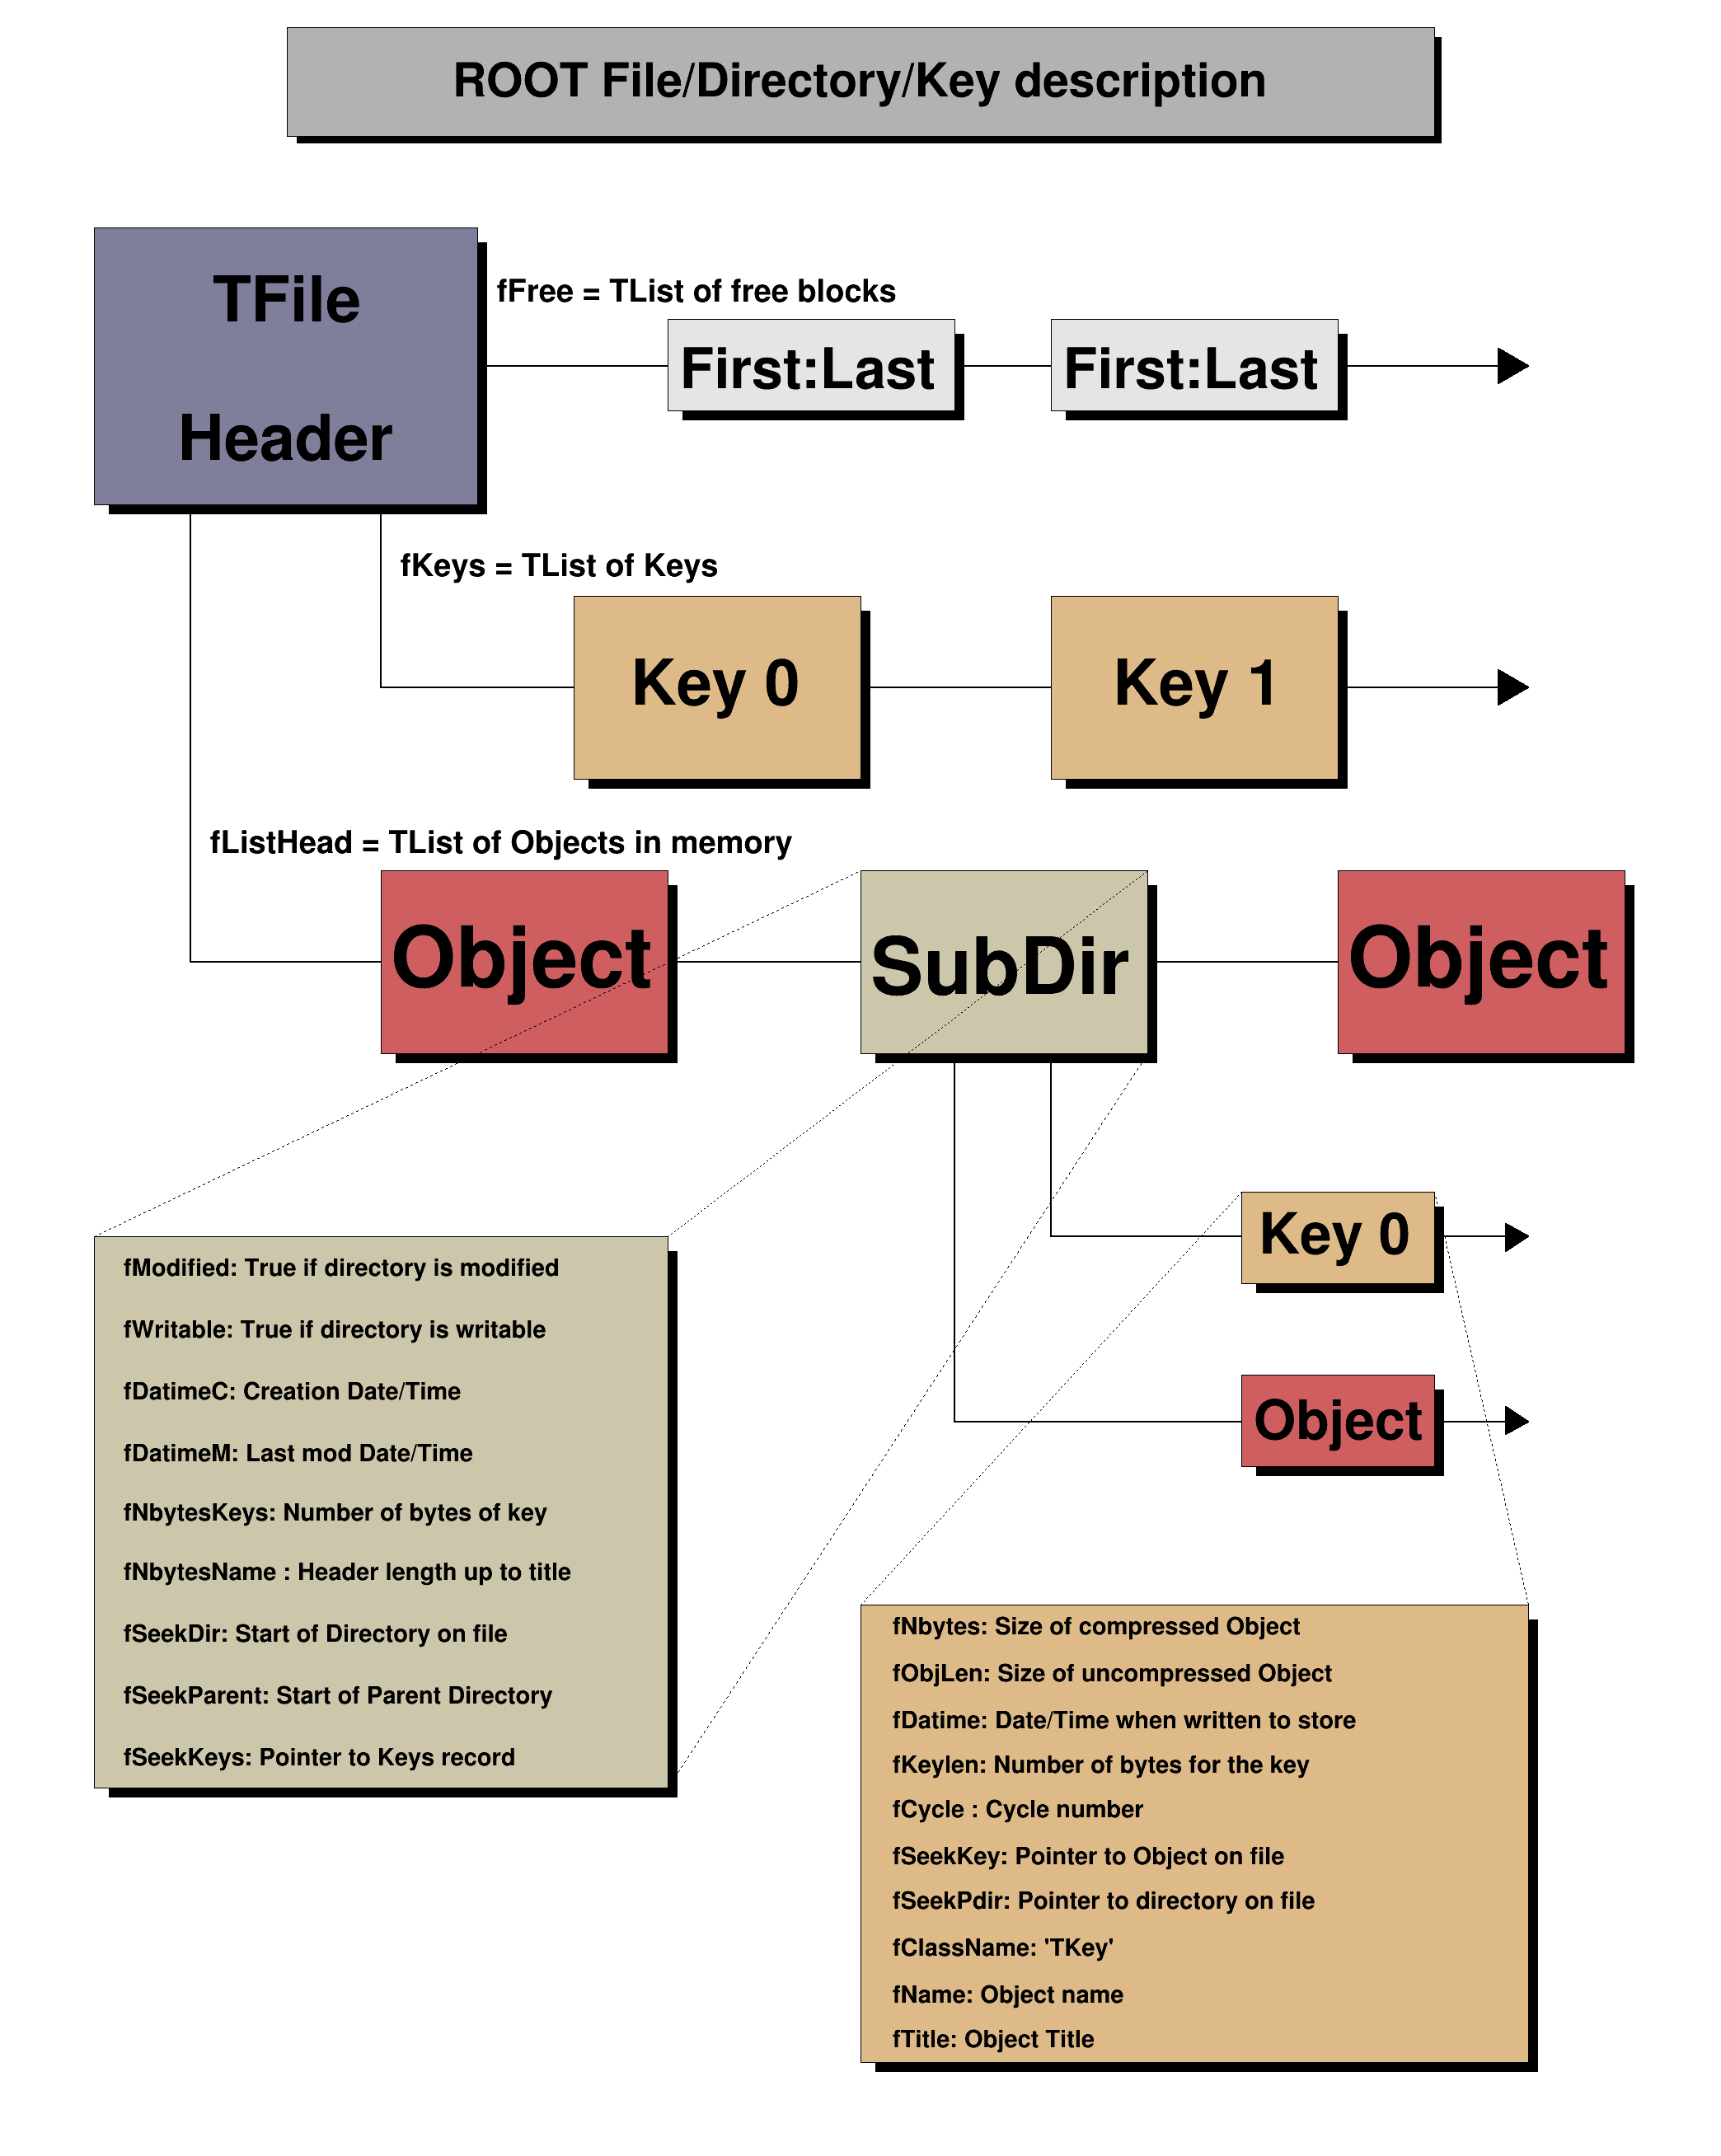 ROOT File/Directory/Key description
TFile
Header
fFree = TList of free blocks
First:Last
First:Last
fKeys = TList of Keys
Key 0
Key 1
fListHead = TList of Objects in memory
Object
SubDir
Object
Key 0
Object
fModified: True if directory is modified
fWritable: True if directory is writable
fDatimeC: Creation Date/Time
fDatimeM: Last mod Date/Time
fNbytesKeys: Number of bytes of key
fNbytesName : Header length up to title
fSeekDir: Start of Directory on file
fSeekParent: Start of Parent Directory
fSeekKeys: Pointer to Keys record
fNbytes: Size of compressed Object
fObjLen: Size of uncompressed Object
fDatime: Date/Time when written to store
fKeylen: Number of bytes for the key
fCycle : Cycle number
fSeekKey: Pointer to Object on file
fSeekPdir: Pointer to directory on file
fClassName: 'TKey'
fName: Object name
fTitle: Object Title